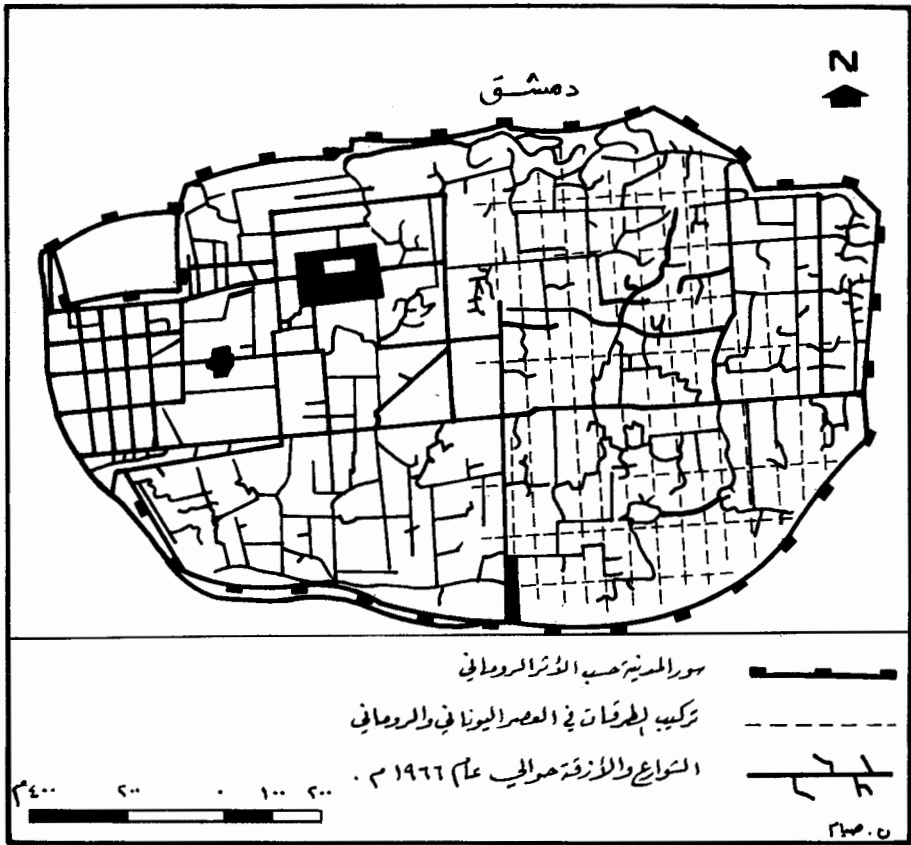 دمشق
N
سور المدينة حسب الأثر الروماني
تركيب الطرقات في العصر اليوناني والروماني
الشوارع والأزقة حوالي عام ١٩٦٦ م .
٤٠٠م ٢٠٠ ٠ ١٠٠ ٢٠٠
ن. صيام